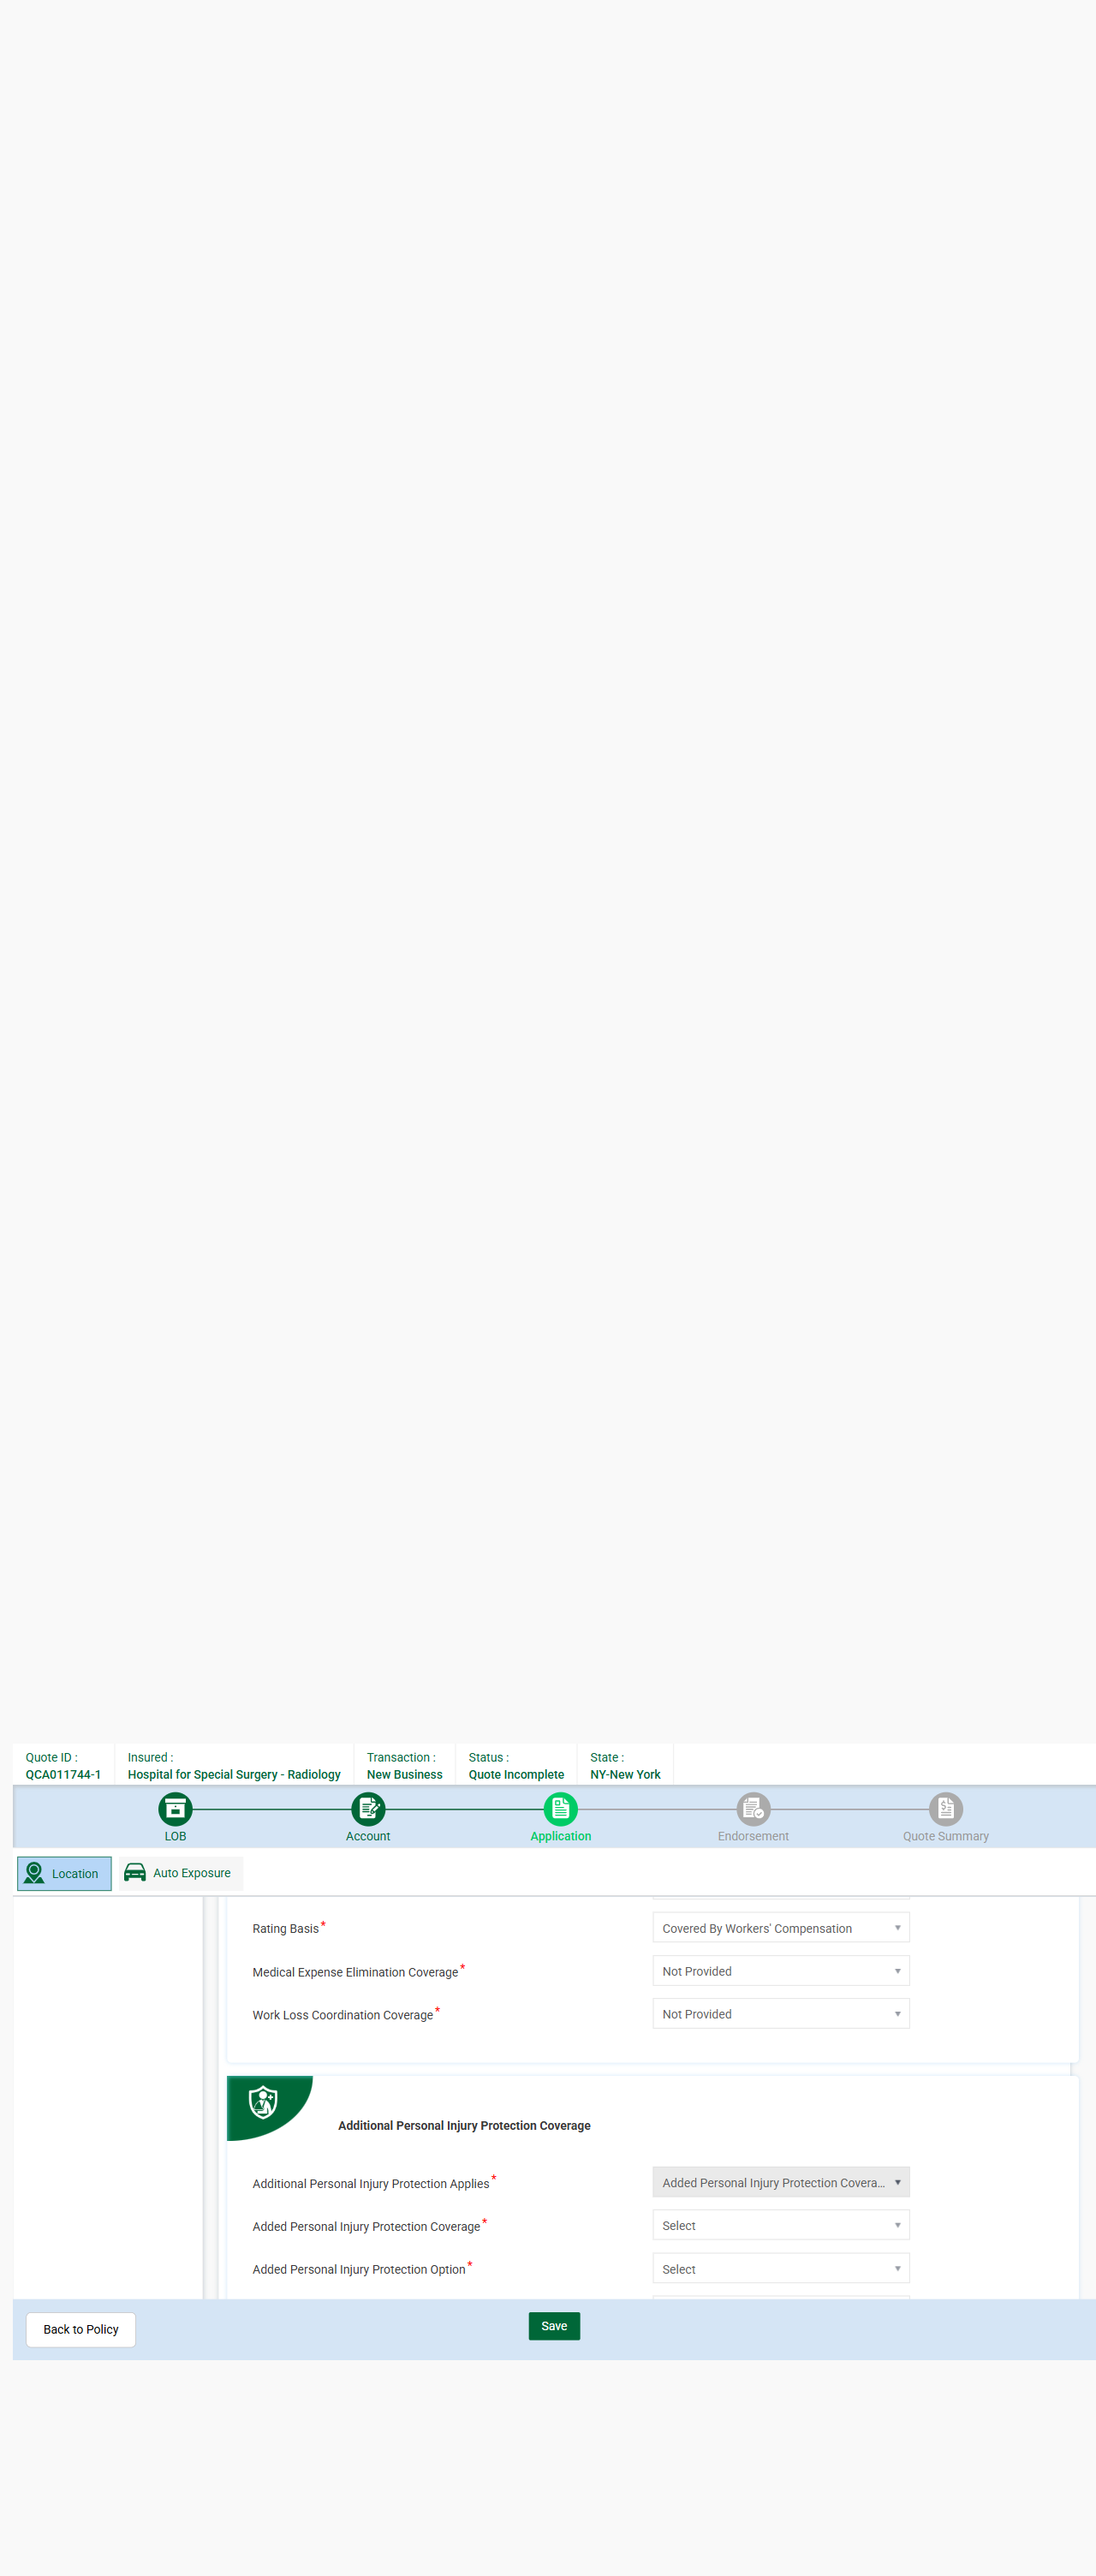 Quote ID :
QCA011744-1
Insured :
Hospital for Special Surgery - Radiology
Transaction :
New Business
Status :
Quote Incomplete
State :
NY-New York
LOB
Account
Application
Endorsement
Quote Summary
Location
Auto Exposure
Rating Basis *
Covered By Workers' Compensation
Medical Expense Elimination Coverage *
Not Provided
Work Loss Coordination Coverage *
Not Provided
Additional Personal Injury Protection Coverage
Additional Personal Injury Protection Applies *
Added Personal Injury Protection Covera...
Added Personal Injury Protection Coverage *
Select
Added Personal Injury Protection Option *
Select
Back to Policy
Save